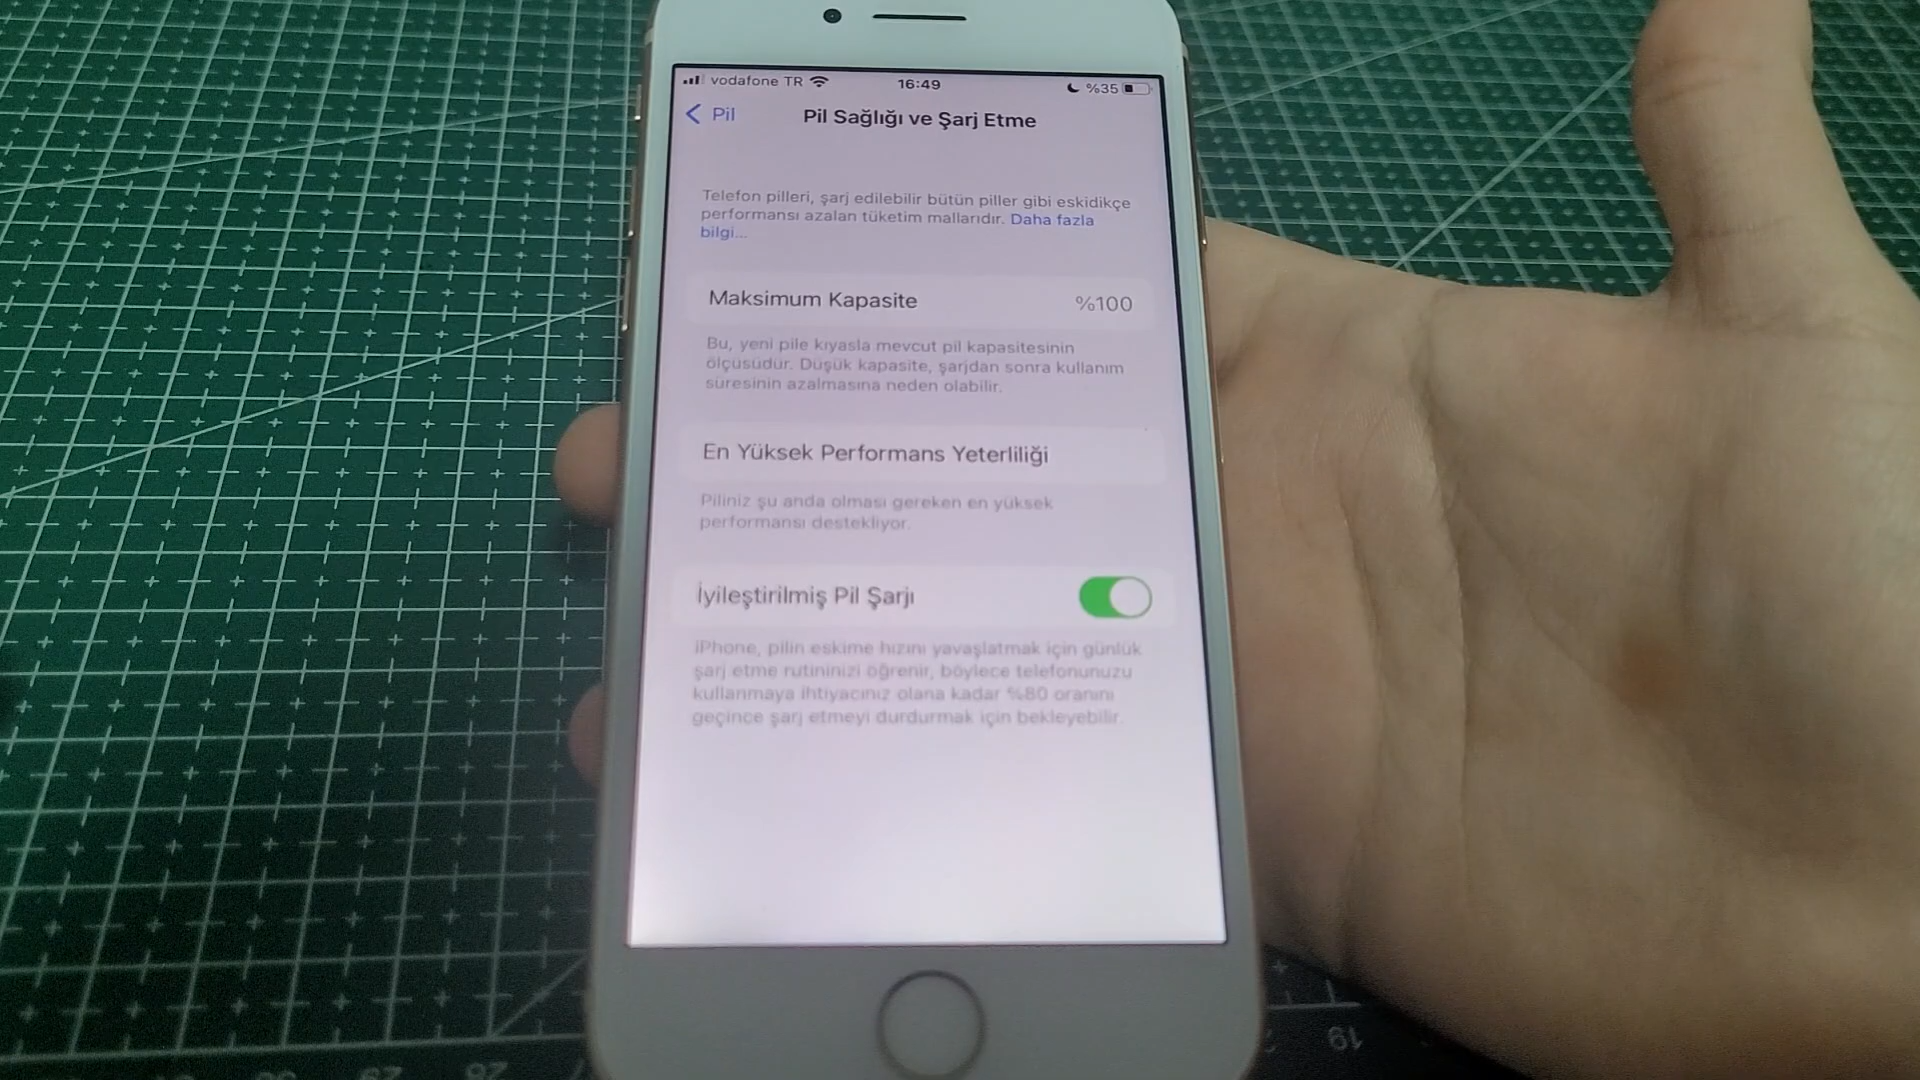 vodafone TR 16:49 %35
Pil Pil Sağlığı ve Şarj Etme
Telefon pilleri, şarj edilebilir bütün piller gibi eskidikçe
performansı azalan tüketim mallarıdır. Daha fazla
bilgi...
Maksimum Kapasite %100
Bu, yeni pile kıyasla mevcut pil kapasitesinin
ölçüsüdür. Düşük kapasite, şarjdan sonra kullanım
süresinin azalmasına neden olabilir.
En Yüksek Performans Yeterliliği
Piliniz şu anda olması gereken en yüksek
performansı destekliyor.
İyileştirilmiş Pil Şarjı
iPhone, pilin eskime hızını yavaşlatmak için günlük
şarj etme rutininizi öğrenir, böylece telefonunuzu
kullanmaya ihtiyacınız olana kadar %80 oranını
geçince şarj etmeyi durdurmak için bekleyebilir.
19
28
29